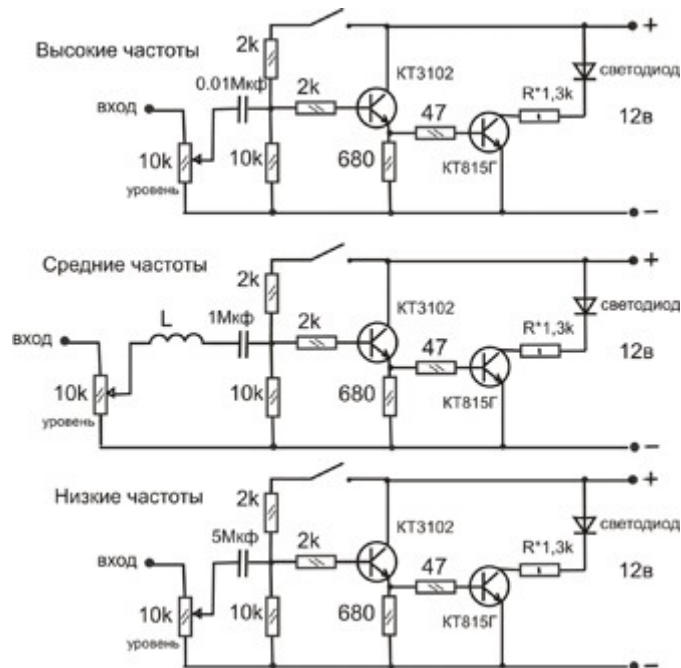 Высокие частоты
2k
+
КТ3102
светодиод
0.01Мкф
2k
47
R*1,3k
вход
12в
10k
10k
680
КТ815Г
уровень
−
Средние частоты
2k
+
КТ3102
светодиод
L
1Мкф
2k
47
R*1,3k
вход
12в
10k
10k
680
КТ815Г
уровень
−
Низкие частоты
2k
+
КТ3102
светодиод
5Мкф
2k
47
R*1,3k
вход
12в
10k
10k
680
КТ815Г
уровень
−